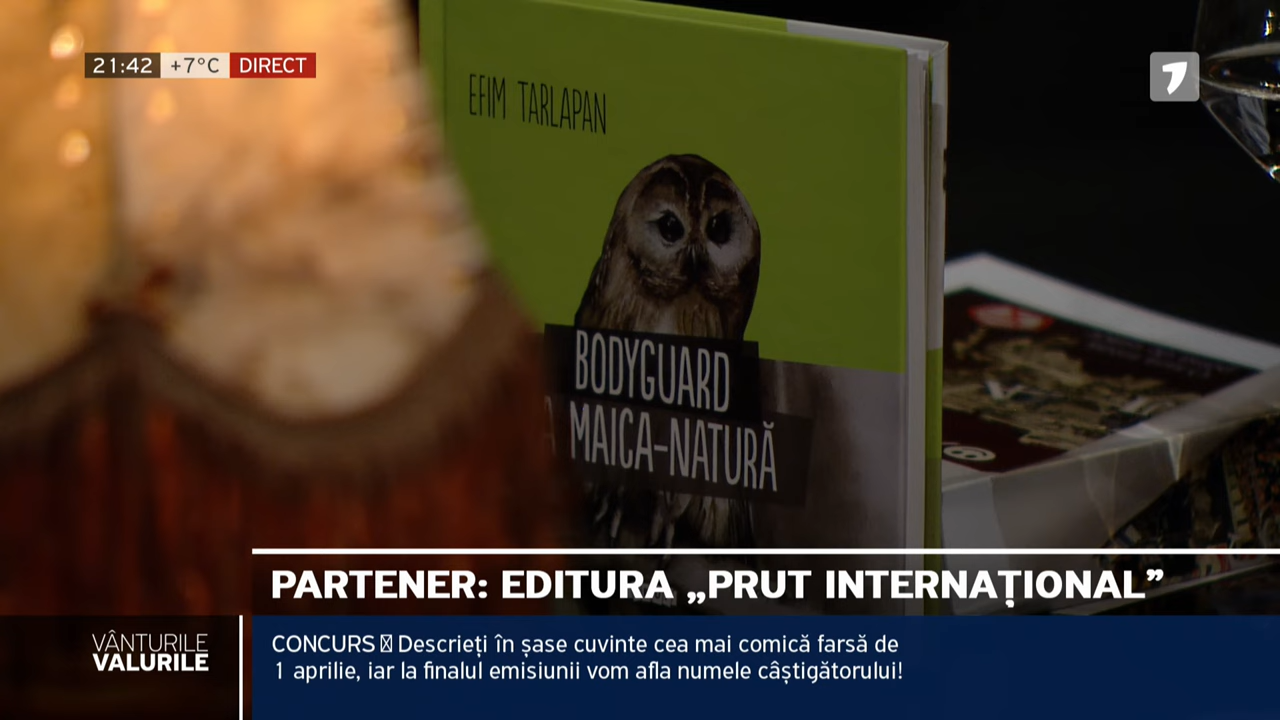 21:42 +7°C DIRECT
EFIM TARLAPAN
BODYGUARD
MAICA-NATURĂ
PARTENER: EDITURA „PRUT INTERNAȚIONAL”
VÂNTURILE
VALURILE
CONCURS Descrieți în șase cuvinte cea mai comică farsă de
1 aprilie, iar la finalul emisiunii vom afla numele câștigătorului!